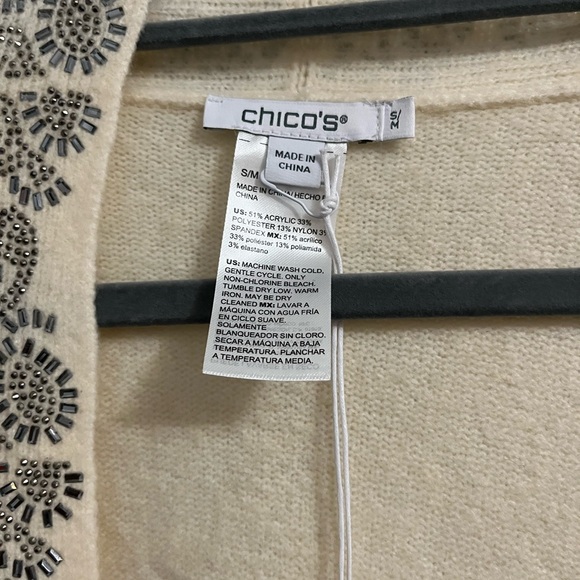 chico's®
S/
M
MADE IN
CHINA
S/M
MADE IN CHINA/ HECHO
CHINA
US: 51% ACRYLIC 33%
POLYESTER 13% NYLON 3%
SPANDEX MX: 51% acrílico
33% poliéster 13% poliamida
3% elastano
US: MACHINE WASH COLD,
GENTLE CYCLE. ONLY
NON-CHLORINE BLEACH.
TUMBLE DRY LOW. WARM
IRON. MAY BE DRY
CLEANED MX: LAVAR A
MÁQUINA CON AGUA FRÍA
EN CICLO SUAVE.
SOLAMENTE
BLANQUEADOR SIN CLORO.
SECAR A MÁQUINA A BAJA
TEMPERATURA. PLANCHAR
A TEMPERATURA MEDIA.